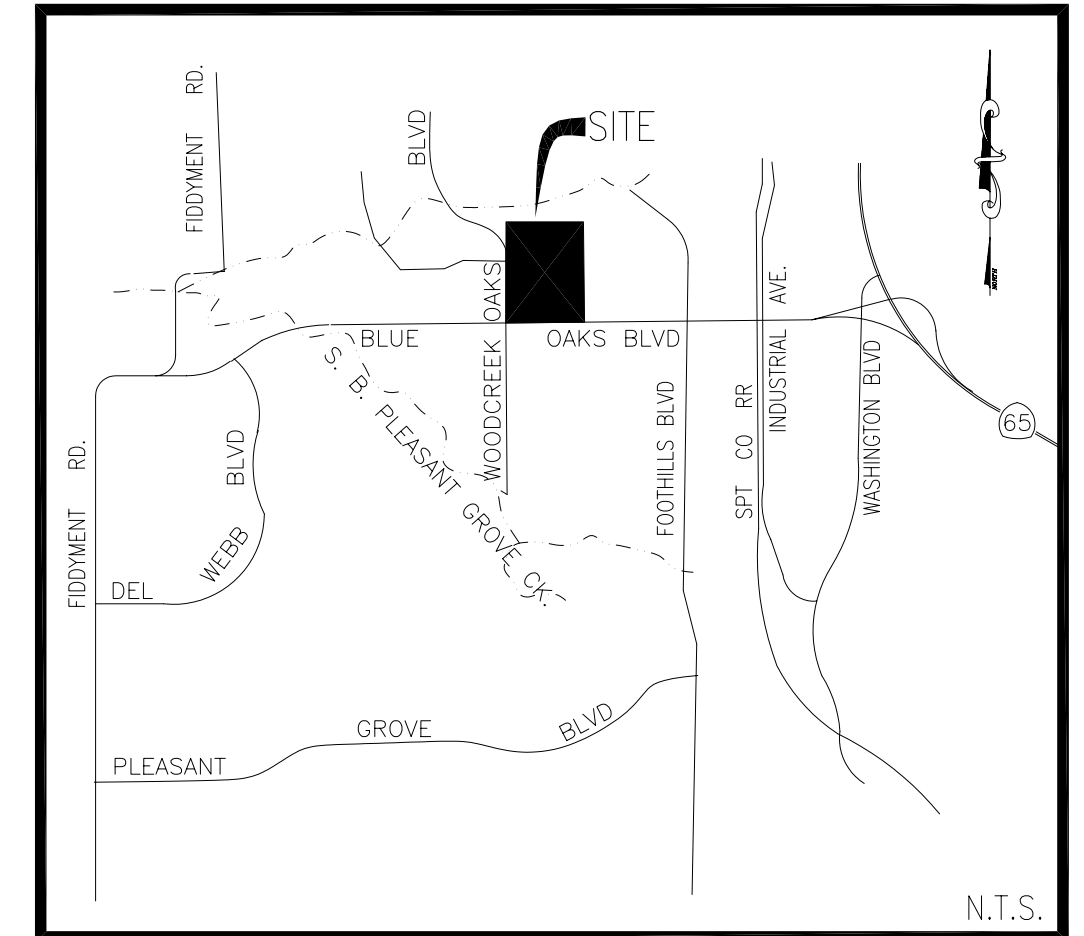 FIDDYMENT RD.
BLVD
SITE
WOODCREEK OAKS
BLUE OAKS BLVD
S. B. PLEASANT GROVE CK.
FOOTHILLS BLVD
SPT CO RR
INDUSTRIAL AVE.
WASHINGTON BLVD
65
FIDDYMENT RD.
DEL WEBB BLVD
PLEASANT GROVE BLVD
N.T.S.